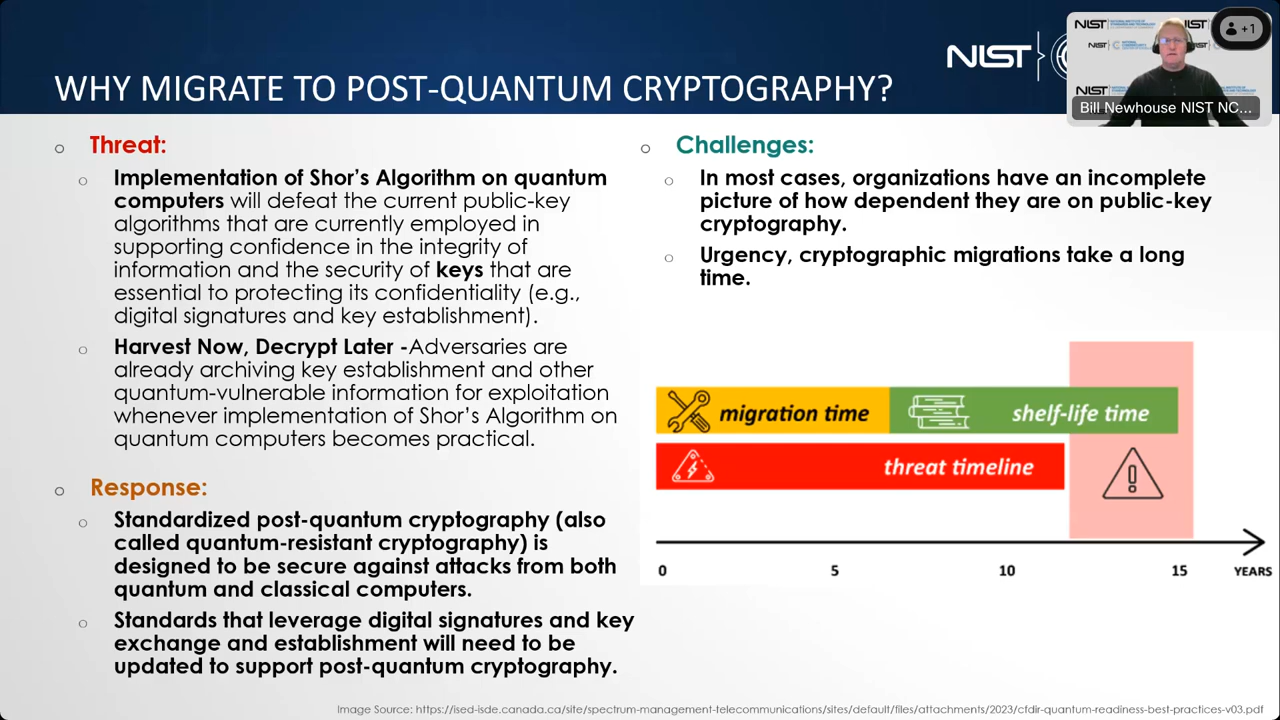 WHY MIGRATE TO POST-QUANTUM CRYPTOGRAPHY?
NIST
NIST
NIST
NIST
+1
Bill Newhouse NIST NC...
Threat:
Implementation of Shor's Algorithm on quantum
computers will defeat the current public-key
algorithms that are currently employed in
supporting confidence in the integrity of
information and the security of keys that are
essential to protecting its confidentiality (e.g.,
digital signatures and key establishment).
Harvest Now, Decrypt Later -Adversaries are
already archiving key establishment and other
quantum-vulnerable information for exploitation
whenever implementation of Shor's Algorithm on
quantum computers becomes practical.
Response:
Standardized post-quantum cryptography (also
called quantum-resistant cryptography) is
designed to be secure against attacks from both
quantum and classical computers.
Standards that leverage digital signatures and key
exchange and establishment will need to be
updated to support post-quantum cryptography.
Challenges:
In most cases, organizations have an incomplete
picture of how dependent they are on public-key
cryptography.
Urgency, cryptographic migrations take a long
time.
migration time
shelf-life time
threat timeline
0 5 10 15 YEARS
Image Source: https://ised-isde.canada.ca/site/spectrum-management-telecommunications/sites/default/files/attachments/2023/cfdir-quantum-readiness-best-practices-v03.pdf